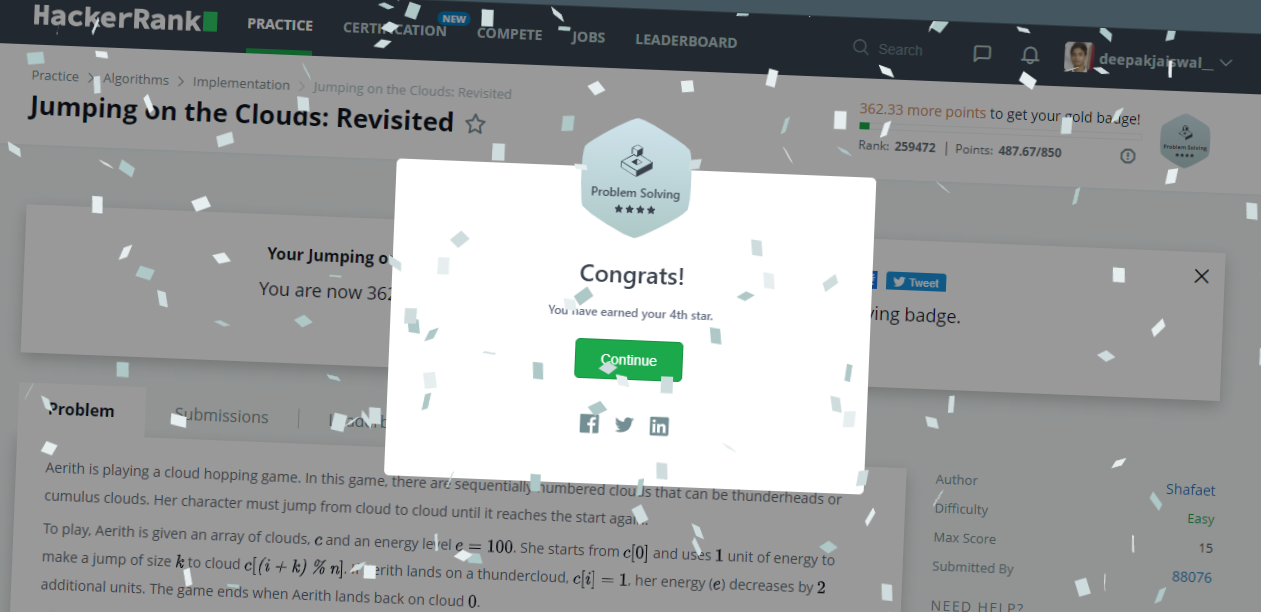 HackerRank
PRACTICE
CERTIFICATION
NEW
COMPETE
JOBS
LEADERBOARD
Search
deepakjaiswal__
Practice > Algorithms > Implementation > Jumping on the Clouds: Revisited
Jumping on the Clouds: Revisited
362.33 more points to get your gold badge!
Rank: 259472 | Points: 487.67/850
Problem Solving
Problem Solving
Congrats!
You have earned your 4th star.
Continue
Your Jumping o
You are now 362
Tweet
ving badge.
Problem
Submissions
Aerith is playing a cloud hopping game. In this game, there are sequentially numbered clouds that can be thunderheads or
cumulus clouds. Her character must jump from cloud to cloud until it reaches the start again.
To play, Aerith is given an array of clouds, c and an energy level e = 100. She starts from c[0] and uses 1 unit of energy to
make a jump of size k to cloud c[(i + k) % n]. If Aerith lands on a thundercloud, c[i] = 1, her energy (e) decreases by 2
additional units. The game ends when Aerith lands back on cloud 0.
Author
Shafaet
Difficulty
Easy
Max Score
15
Submitted By
88076
NEED HELP?